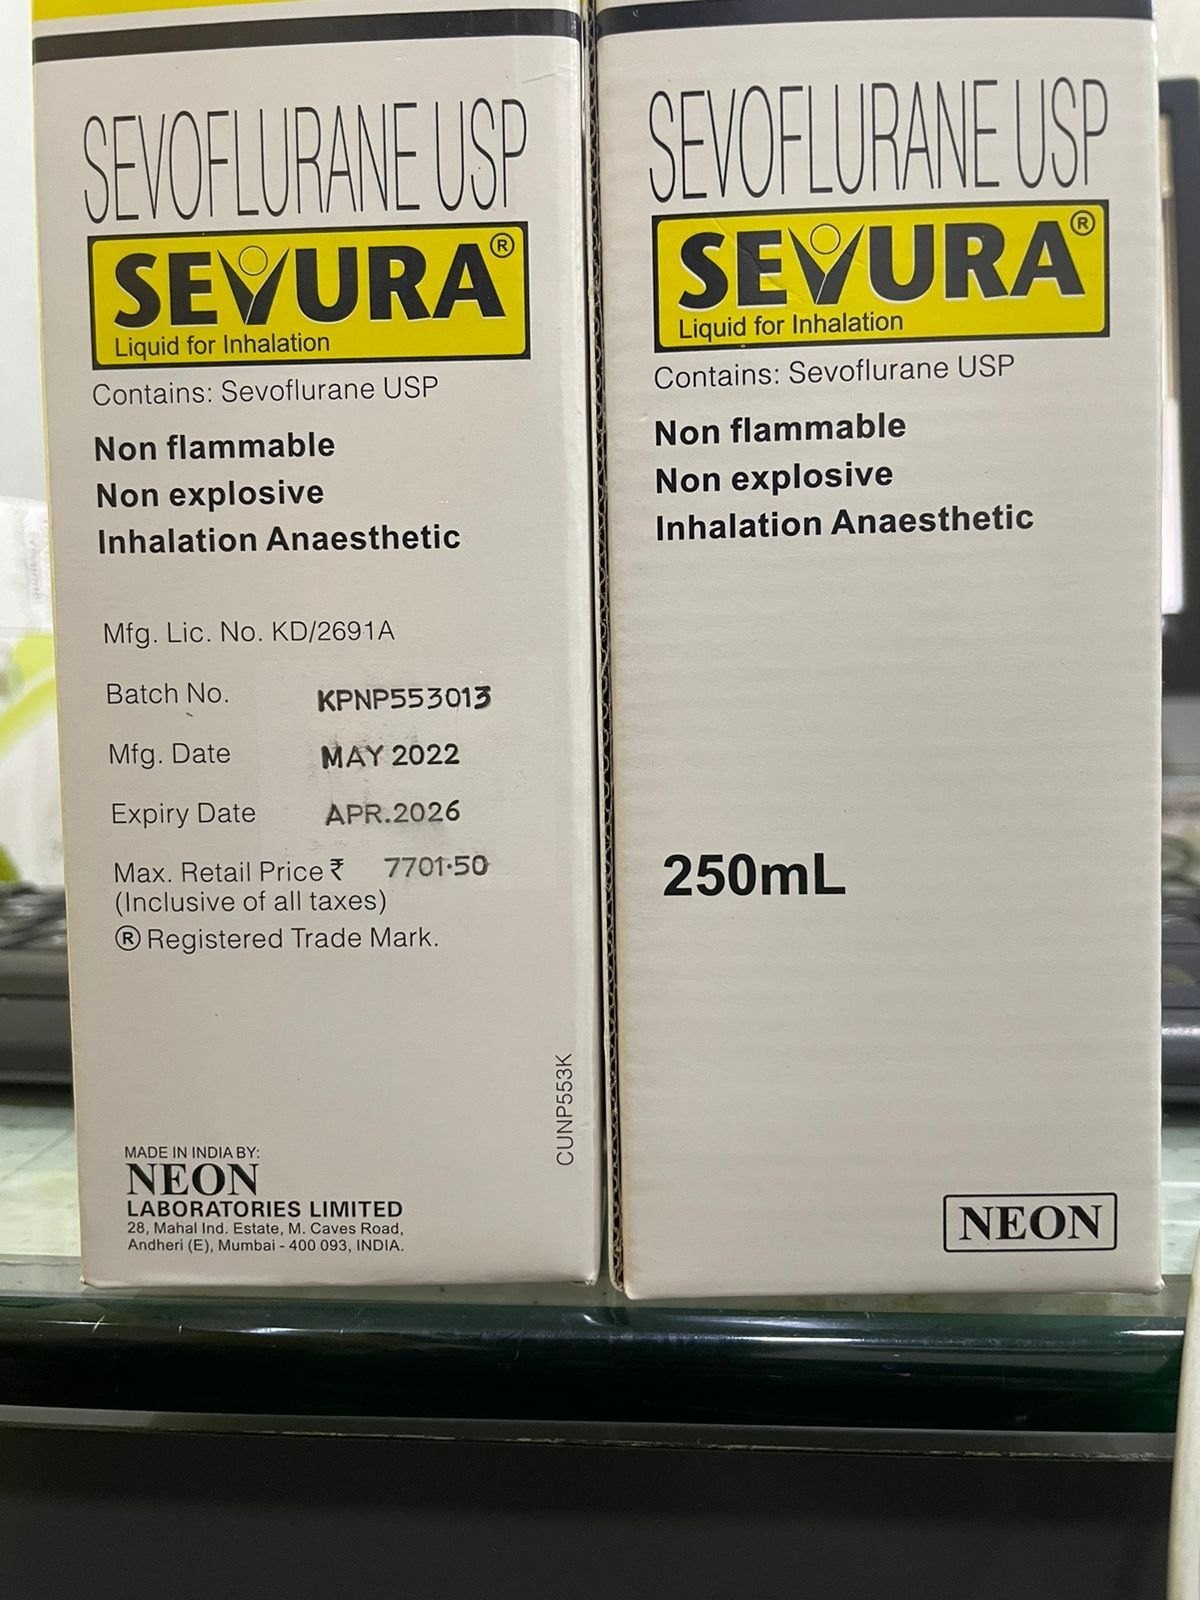 SEVOFLURANE USP
SEVURA®
Liquid for Inhalation
Contains: Sevoflurane USP
Non flammable
Non explosive
Inhalation Anaesthetic
Mfg. Lic. No. KD/2691A
Batch No. KPNP553013
Mfg. Date MAY 2022
Expiry Date APR.2026
Max. Retail Price ₹ 7701.50
(Inclusive of all taxes)
® Registered Trade Mark.
CUNP553K
MADE IN INDIA BY:
NEON
LABORATORIES LIMITED
28, Mahal Ind. Estate, M. Caves Road,
Andheri (E), Mumbai - 400 093, INDIA.
SEVOFLURANE USP
SEVURA®
Liquid for Inhalation
Contains: Sevoflurane USP
Non flammable
Non explosive
Inhalation Anaesthetic
250mL
NEON